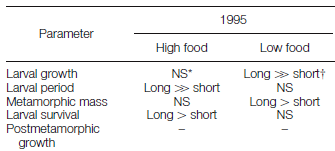 1995
Parameter
High food Low food
Larval growth NS* Long ≫ short†
Larval period Long ≫ short NS
Metamorphic mass NS Long > short
Larval survival Long > short NS
Postmetamorphic – –
growth